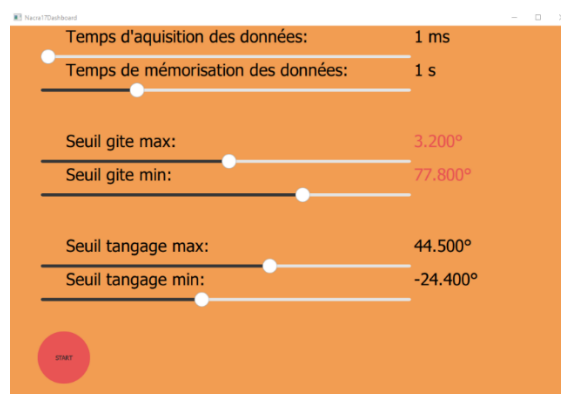 Nacra17Dashboard
Temps d'aquisition des données: 1 ms
Temps de mémorisation des données: 1 s
Seuil gite max: 3.200°
Seuil gite min: 77.800°
Seuil tangage max: 44.500°
Seuil tangage min: -24.400°
START